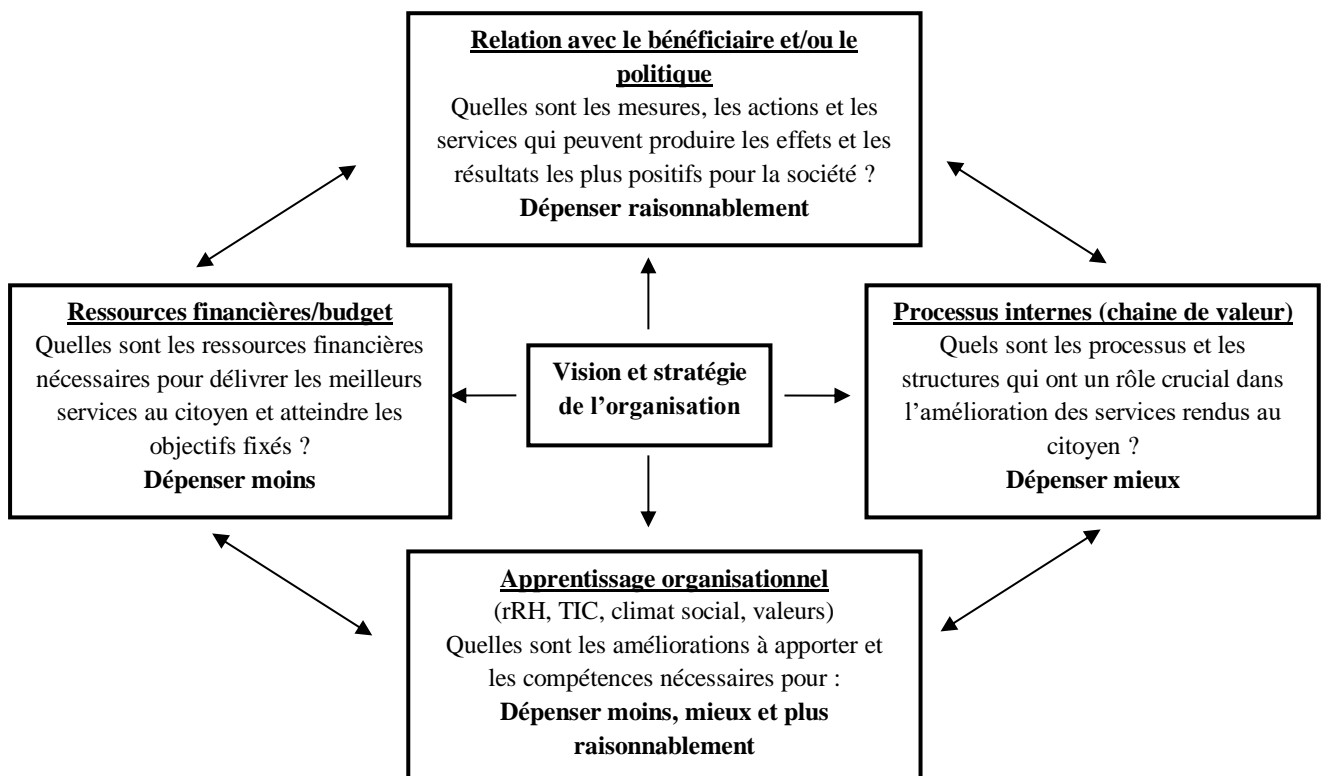 Relation avec le bénéficiaire et/ou le
politique
Quelles sont les mesures, les actions et les
services qui peuvent produire les effets et les
résultats les plus positifs pour la société ?
Dépenser raisonnablement
Ressources financières/budget
Quelles sont les ressources financières
nécessaires pour délivrer les meilleurs
services au citoyen et atteindre les
objectifs fixés ?
Dépenser moins
Vision et stratégie
de l’organisation
Processus internes (chaine de valeur)
Quels sont les processus et les
structures qui ont un rôle crucial dans
l’amélioration des services rendus au
citoyen ?
Dépenser mieux
Apprentissage organisationnel
(rRH, TIC, climat social, valeurs)
Quelles sont les améliorations à apporter et
les compétences nécessaires pour :
Dépenser moins, mieux et plus
raisonnablement